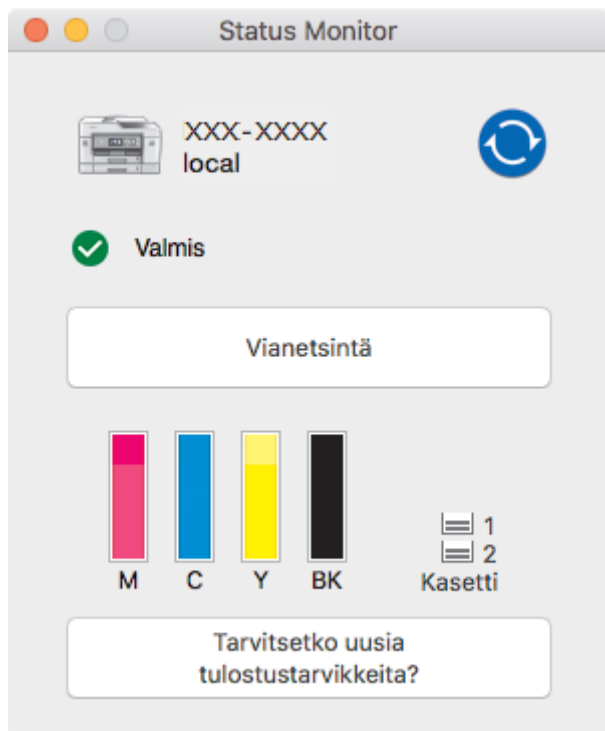 Status Monitor
XXX-XXXX
local
Valmis
Vianetsintä
M C Y BK
1
2
Kasetti
Tarvitsetko uusia
tulostustarvikkeita?